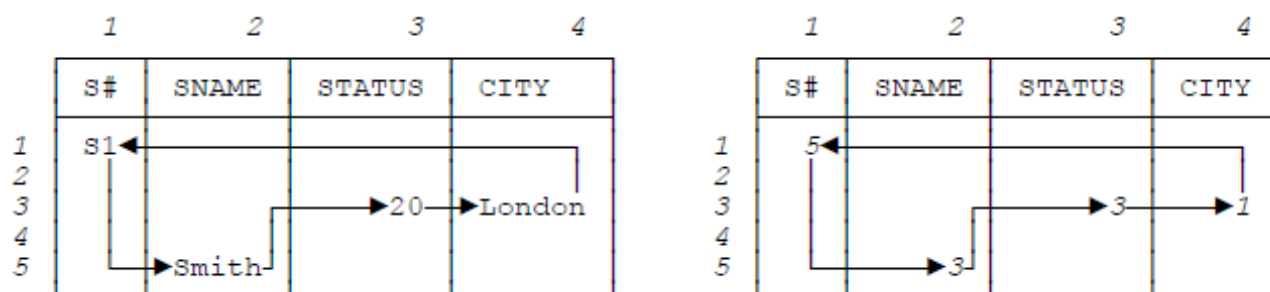 1 2 3 4 1 2 3 4
S# SNAME STATUS CITY S# SNAME STATUS CITY
1 S1 1 5
2 2
3 20 London 3 3 1
4 4
5 Smith 5 3